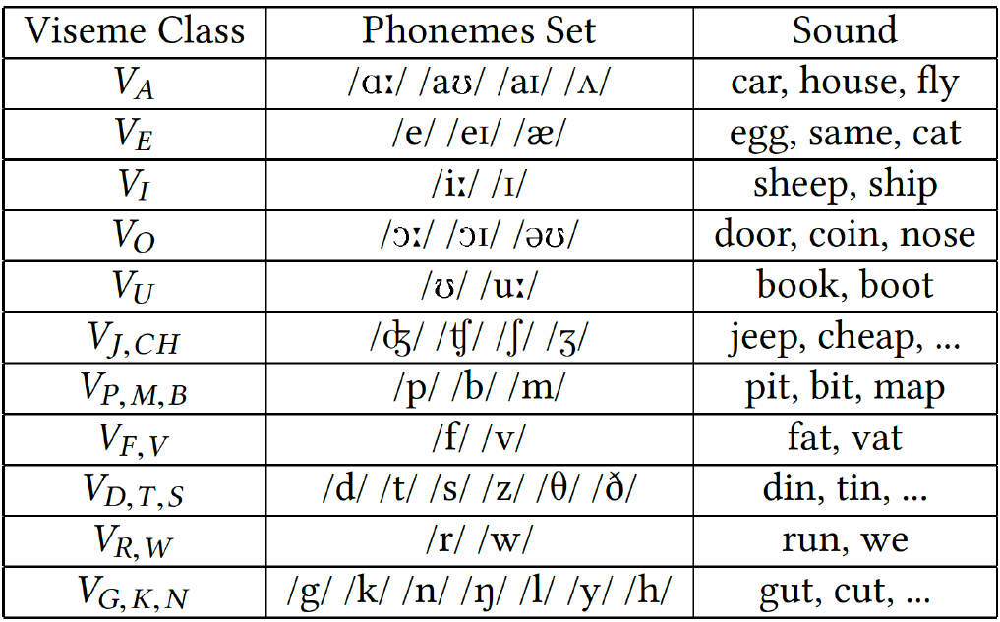 Viseme Class Phonemes Set Sound
V_A /ɑː/ /aʊ/ /aɪ/ /ʌ/ car, house, fly
V_E /e/ /eɪ/ /æ/ egg, same, cat
V_I /iː/ /ɪ/ sheep, ship
V_O /ɔː/ /ɔɪ/ /əʊ/ door, coin, nose
V_U /ʊ/ /uː/ book, boot
V_{J,CH} /ʤ/ /ʧ/ /ʃ/ /ʒ/ jeep, cheap, ...
V_{P,M,B} /p/ /b/ /m/ pit, bit, map
V_{F,V} /f/ /v/ fat, vat
V_{D,T,S} /d/ /t/ /s/ /z/ /θ/ /ð/ din, tin, ...
V_{R,W} /r/ /w/ run, we
V_{G,K,N} /g/ /k/ /n/ /ŋ/ /l/ /y/ /h/ gut, cut, ...